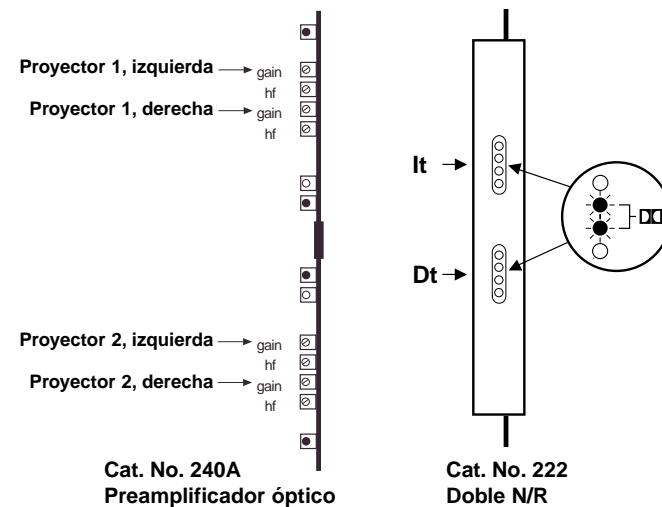 Proyector 1, izquierda
gain
hf
Proyector 1, derecha
gain
hf
Proyector 2, izquierda
gain
hf
Proyector 2, derecha
gain
hf
Cat. No. 240A
Preamplificador óptico
It
Dt
Cat. No. 222
Doble N/R